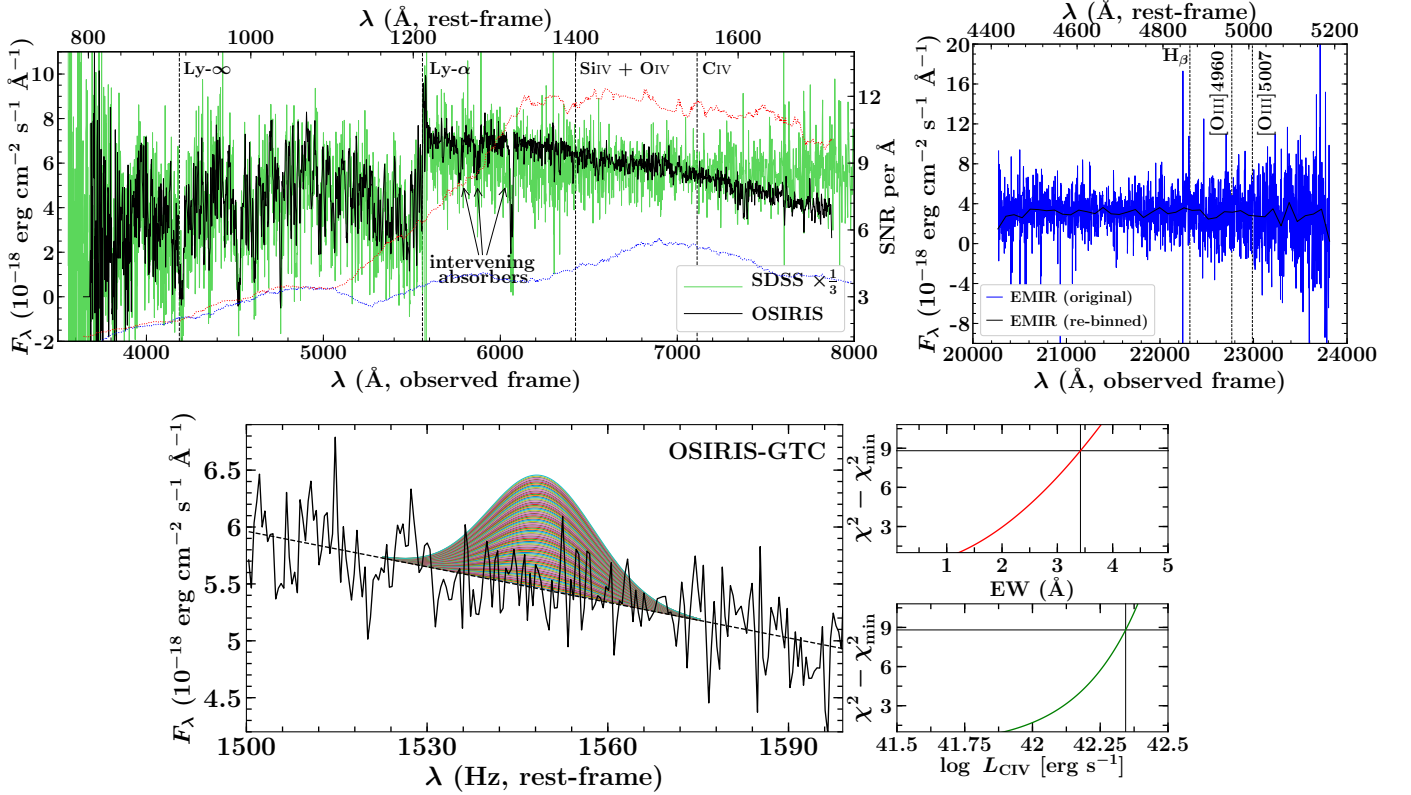 λ (Å, rest-frame)
800 1000 1200 1400 1600
Ly-∞ Ly-α SiIV + OIV CIV
F_λ (10⁻¹⁸ erg cm⁻² s⁻¹ Å⁻¹)
10
8
6
4
2
0
-2
12
9
6
3
SNR per Å
intervening
absorbers
SDSS ×1/3
OSIRIS
4000 5000 6000 7000 8000
λ (Å, observed frame)
λ (Å, rest-frame)
4400 4600 4800 5000 5200
H_β [OIII]4960 [OIII]5007
F_λ (10⁻¹⁸ erg cm⁻² s⁻¹ Å⁻¹)
20
16
12
8
4
0
-4
-8
EMIR (original)
EMIR (re-binned)
20000 21000 22000 23000 24000
λ (Å, observed frame)
OSIRIS-GTC
F_λ (10⁻¹⁸ erg cm⁻² s⁻¹ Å⁻¹)
6.5
6
5.5
5
4.5
1500 1530 1560 1590
λ (Hz, rest-frame)
χ² − χ²_min
9
6
3
1 2 3 4 5
EW (Å)
χ² − χ²_min
9
6
3
41.5 41.75 42 42.25 42.5
log L_CIV [erg s⁻¹]